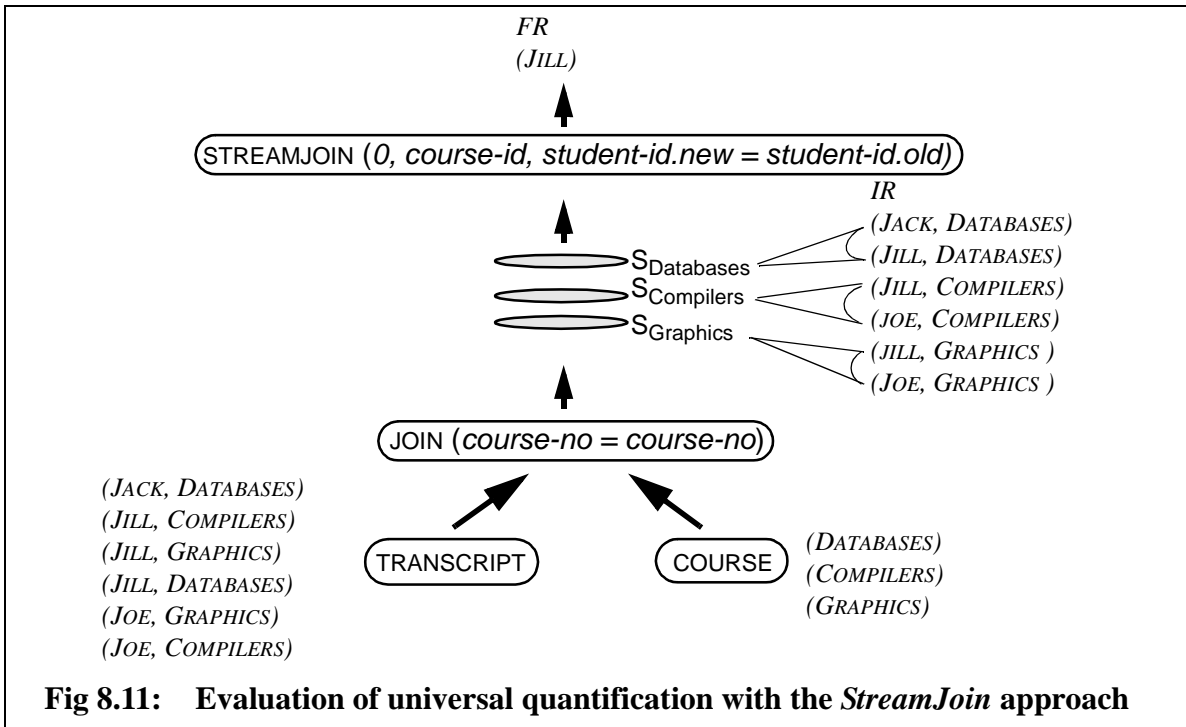 FR
(JILL)
STREAMJOIN (0, course-id, student-id.new = student-id.old)
IR
(JACK, DATABASES)
(JILL, DATABASES)
(JILL, COMPILERS)
(JOE, COMPILERS)
(JILL, GRAPHICS )
(JOE, GRAPHICS )
SDatabases
SCompilers
SGraphics
JOIN (course-no = course-no)
(JACK, DATABASES)
(JILL, COMPILERS)
(JILL, GRAPHICS)
(JILL, DATABASES)
(JOE, GRAPHICS)
(JOE, COMPILERS)
TRANSCRIPT
COURSE
(DATABASES)
(COMPILERS)
(GRAPHICS)
Fig 8.11: Evaluation of universal quantification with the StreamJoin approach